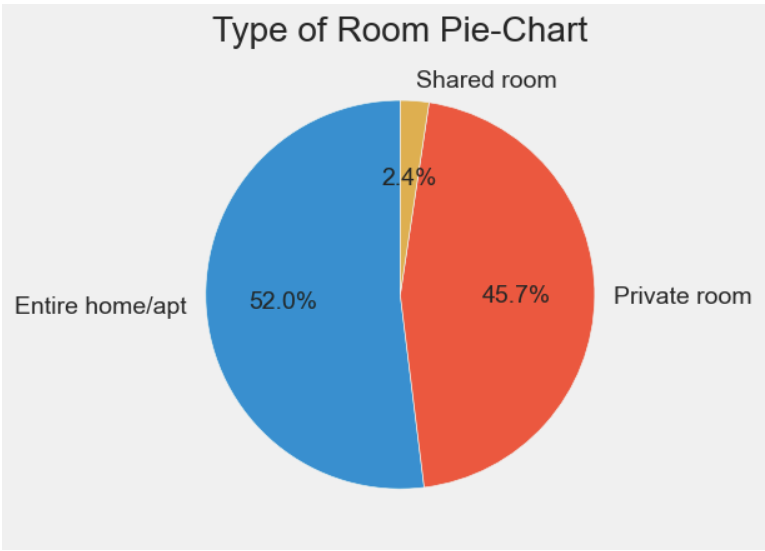 Type of Room Pie-Chart
Shared room
2.4%
Entire home/apt
52.0%
45.7%
Private room